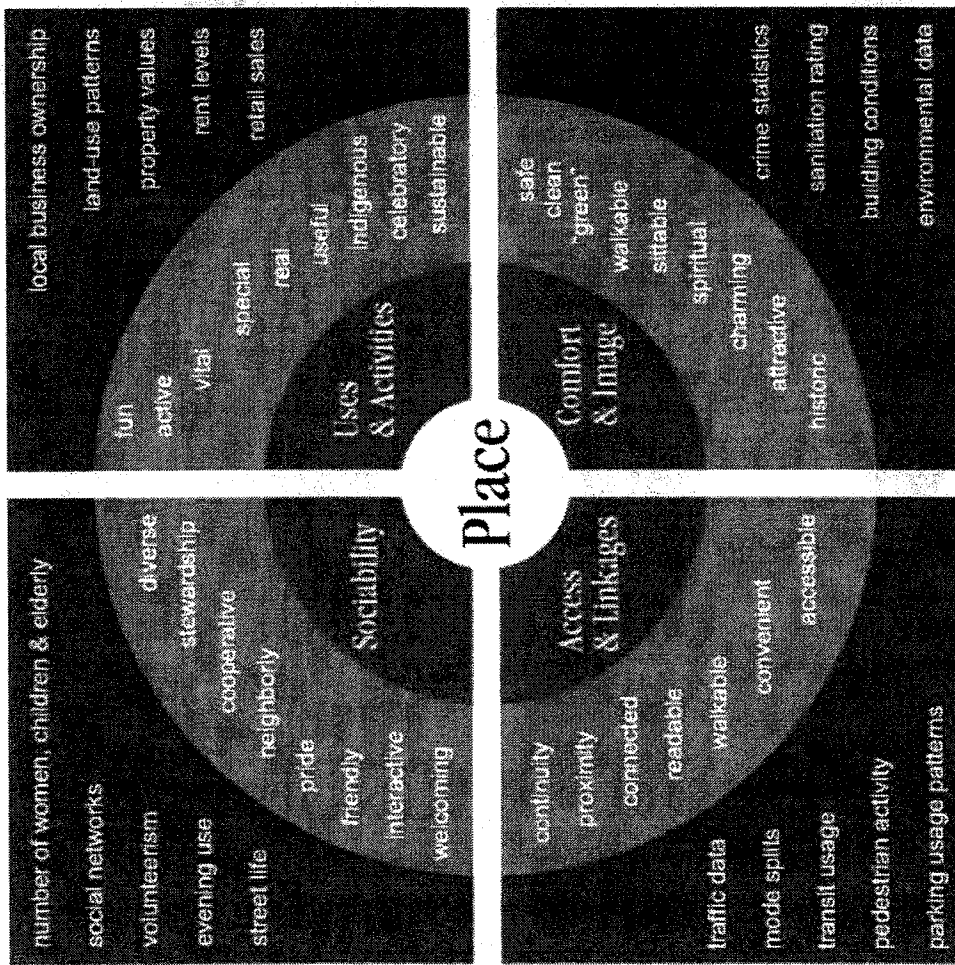 number of women, children & elderly
social networks
volunteerism
evening use
street life
diverse
stewardship
cooperative
neighborly
pride
friendly
interactive
welcoming
Sociability
local business ownership
land-use patterns
property values
rent levels
retail sales
fun
active
vital
special
real
useful
indigenous
celebratory
sustainable
Uses
& Activities
Place
Access
& Linkages
continuity
proximity
connected
readable
walkable
convenient
accessible
traffic data
mode splits
transit usage
pedestrian activity
parking usage patterns
Comfort
& Image
safe
clean
"green"
walkable
sittable
spiritual
charming
attractive
historic
crime statistics
sanitation rating
building conditions
environmental data